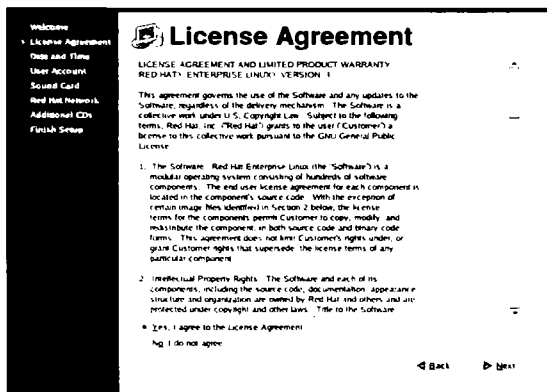 Welcome
License Agreement
Date and Time
User Account
Sound Card
Red Hat Network
Additional CDs
Finish Setup
License Agreement
LICENSE AGREEMENT AND LIMITED PRODUCT WARRANTY
RED HAT® ENTERPRISE LINUX® VERSION 3
This agreement governs the use of the Software and any updates to the
Software, regardless of the delivery mechanism. The Software is a
collective work under U.S. Copyright Law. Subject to the following
terms, Red Hat, Inc. ("Red Hat") grants to the user ("Customer") a
license to this collective work pursuant to the GNU General Public
License.
1. The Software. Red Hat Enterprise Linux (the "Software") is a
modular operating system consisting of hundreds of software
components. The end user license agreement for each component is
located in the component's source code. With the exception of
certain image files identified in Section 2 below, the license
terms for the components permit Customer to copy, modify, and
redistribute the component, in both source code and binary code
forms. This agreement does not limit Customer's rights under, or
grant Customer rights that supersede, the license terms of any
particular component.
2. Intellectual Property Rights. The Software and each of its
components, including the source code, documentation, appearance,
structure and organization are owned by Red Hat and others and are
protected under copyright and other laws. Title to the Software
Yes, I agree to the License Agreement
No, I do not agree
Back
Next